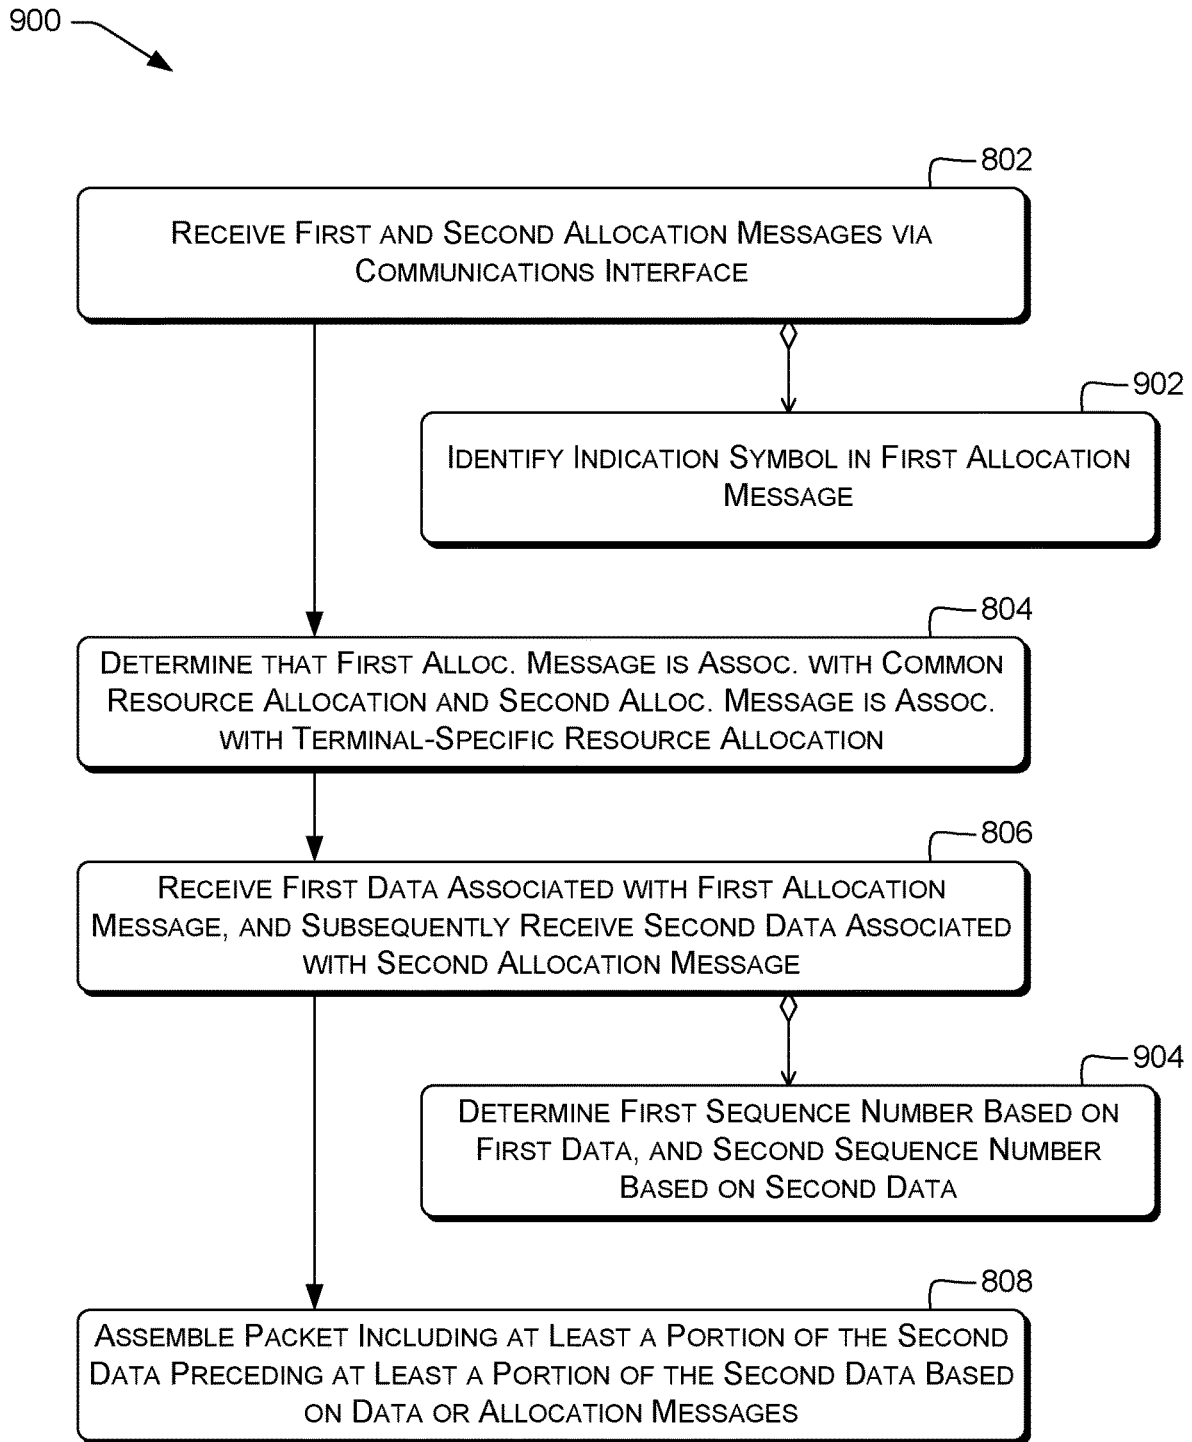 900
802
RECEIVE FIRST AND SECOND ALLOCATION MESSAGES VIA
COMMUNICATIONS INTERFACE
902
IDENTIFY INDICATION SYMBOL IN FIRST ALLOCATION
MESSAGE
804
DETERMINE THAT FIRST ALLOC. MESSAGE IS ASSOC. WITH COMMON
RESOURCE ALLOCATION AND SECOND ALLOC. MESSAGE IS ASSOC.
WITH TERMINAL-SPECIFIC RESOURCE ALLOCATION
806
RECEIVE FIRST DATA ASSOCIATED WITH FIRST ALLOCATION
MESSAGE, AND SUBSEQUENTLY RECEIVE SECOND DATA ASSOCIATED
WITH SECOND ALLOCATION MESSAGE
904
DETERMINE FIRST SEQUENCE NUMBER BASED ON
FIRST DATA, AND SECOND SEQUENCE NUMBER
BASED ON SECOND DATA
808
ASSEMBLE PACKET INCLUDING AT LEAST A PORTION OF THE SECOND
DATA PRECEDING AT LEAST A PORTION OF THE SECOND DATA BASED
ON DATA OR ALLOCATION MESSAGES